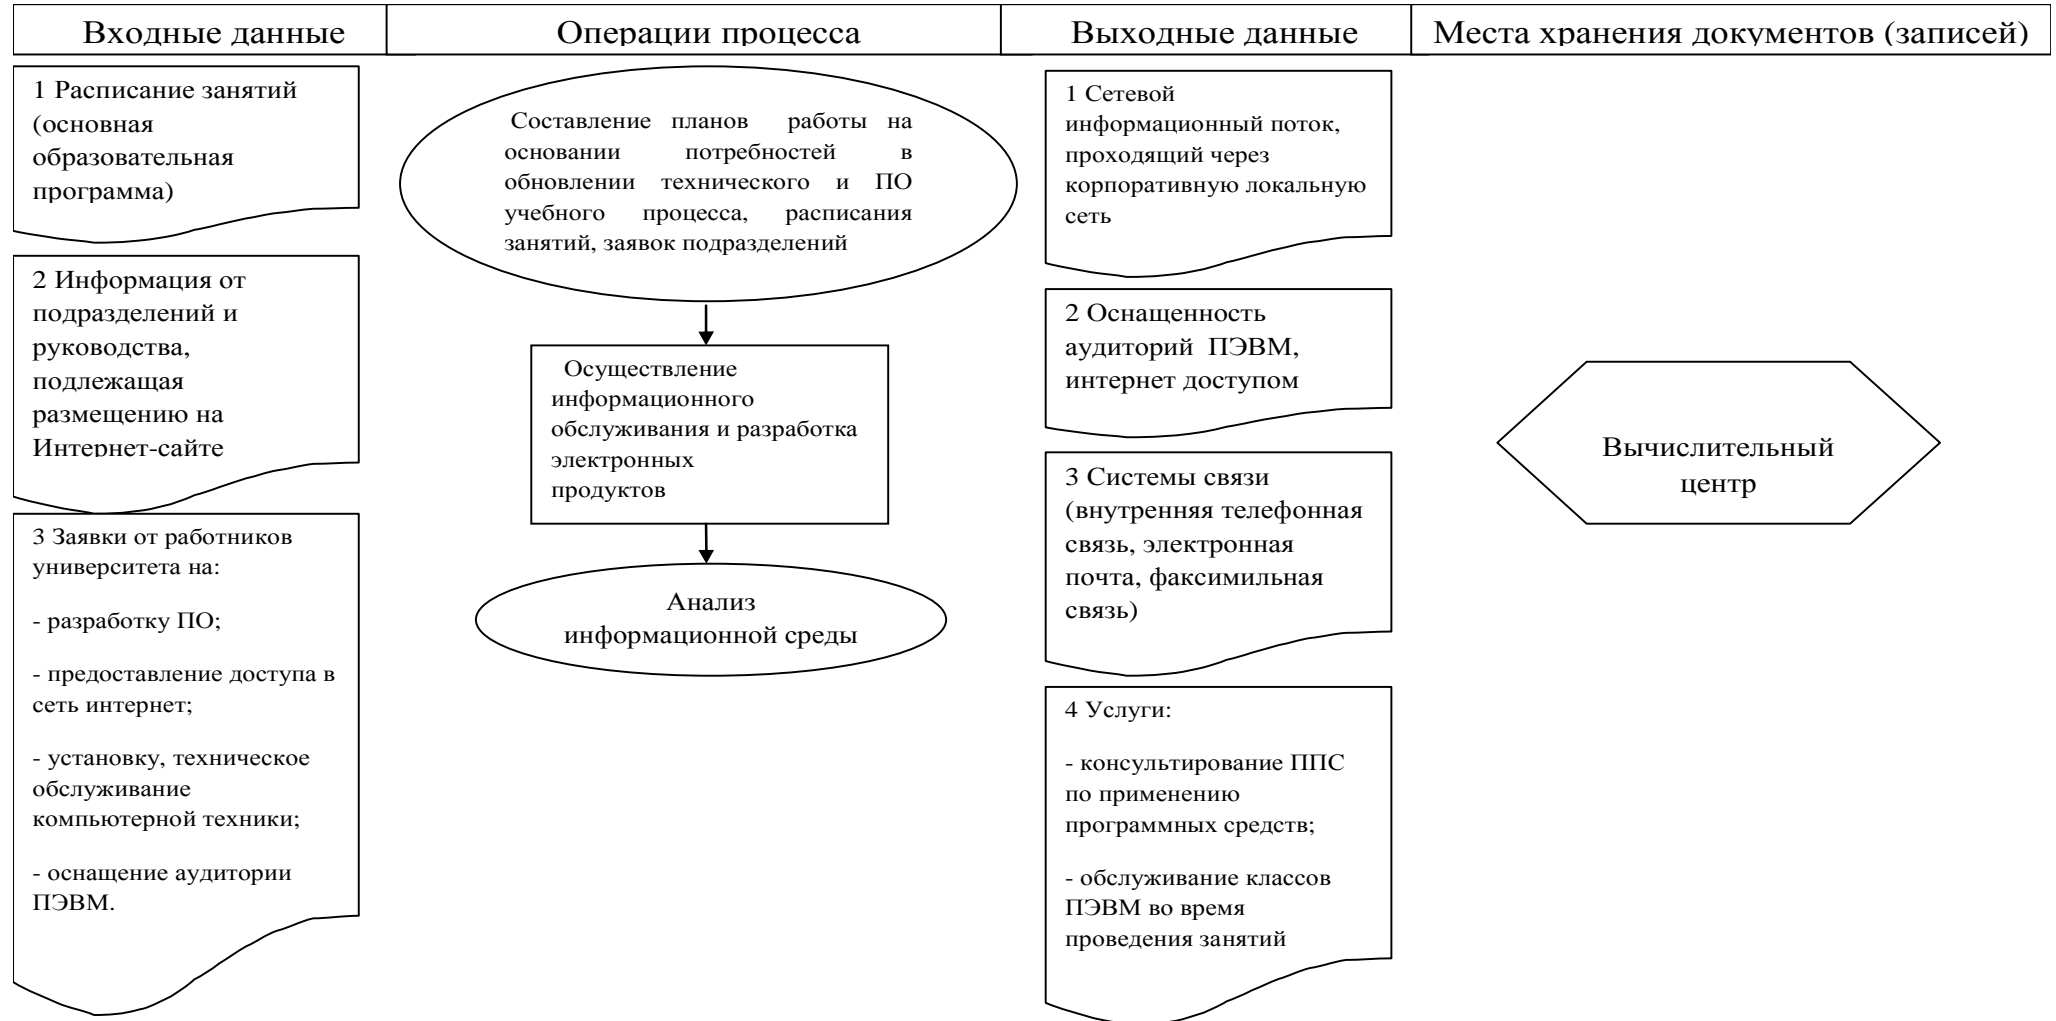 Входные данные
Операции процесса
Выходные данные
Места хранения документов (записей)
1 Расписание занятий
(основная
образовательная
программа)
2 Информация от
подразделений и
руководства,
подлежащая
размещению на
Интернет-сайте
3 Заявки от работников
университета на:
- разработку ПО;
- предоставление доступа в
сеть интернет;
- установку, техническое
обслуживание
компьютерной техники;
- оснащение аудитории
ПЭВМ.
Составление планов работы на
основании потребностей в
обновлении технического и ПО
учебного процесса, расписания
занятий, заявок подразделений
Осуществление
информационного
обслуживания и разработка
электронных
продуктов
Анализ
информационной среды
1 Сетевой
информационный поток,
проходящий через
корпоративную локальную
сеть
2 Оснащенность
аудиторий ПЭВМ,
интернет доступом
3 Системы связи
(внутренняя телефонная
связь, электронная
почта, факсимильная
связь)
4 Услуги:
- консультирование ППС
по применению
программных средств;
- обслуживание классов
ПЭВМ во время
проведения занятий
Вычислительный
центр